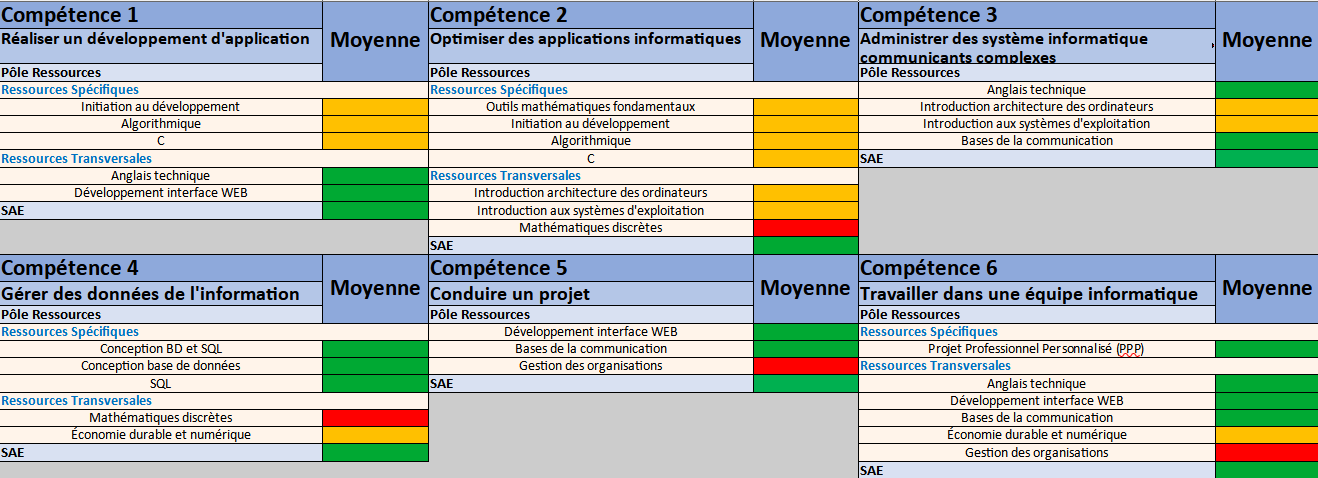 Compétence 1
Réaliser un développement d'application
Moyenne
Pôle Ressources
Ressources Spécifiques
Initiation au développement
Algorithmique
C
Ressources Transversales
Anglais technique
Développement interface WEB
SAE
Compétence 2
Optimiser des applications informatiques
Moyenne
Pôle Ressources
Ressources Spécifiques
Outils mathématiques fondamentaux
Initiation au développement
Algorithmique
C
Ressources Transversales
Introduction architecture des ordinateurs
Introduction aux systèmes d'exploitation
Mathématiques discrètes
SAE
Compétence 3
Administrer des système informatique
communicants complexes
Moyenne
Pôle Ressources
Anglais technique
Introduction architecture des ordinateurs
Introduction aux systèmes d'exploitation
Bases de la communication
SAE
Compétence 4
Gérer des données de l'information
Moyenne
Pôle Ressources
Ressources Spécifiques
Conception BD et SQL
Conception base de données
SQL
Ressources Transversales
Mathématiques discrètes
Économie durable et numérique
SAE
Compétence 5
Conduire un projet
Moyenne
Pôle Ressources
Développement interface WEB
Bases de la communication
Gestion des organisations
SAE
Compétence 6
Travailler dans une équipe informatique
Moyenne
Pôle Ressources
Ressources Spécifiques
Projet Professionnel Personnalisé (PPP)
Ressources Transversales
Anglais technique
Développement interface WEB
Bases de la communication
Économie durable et numérique
Gestion des organisations
SAE